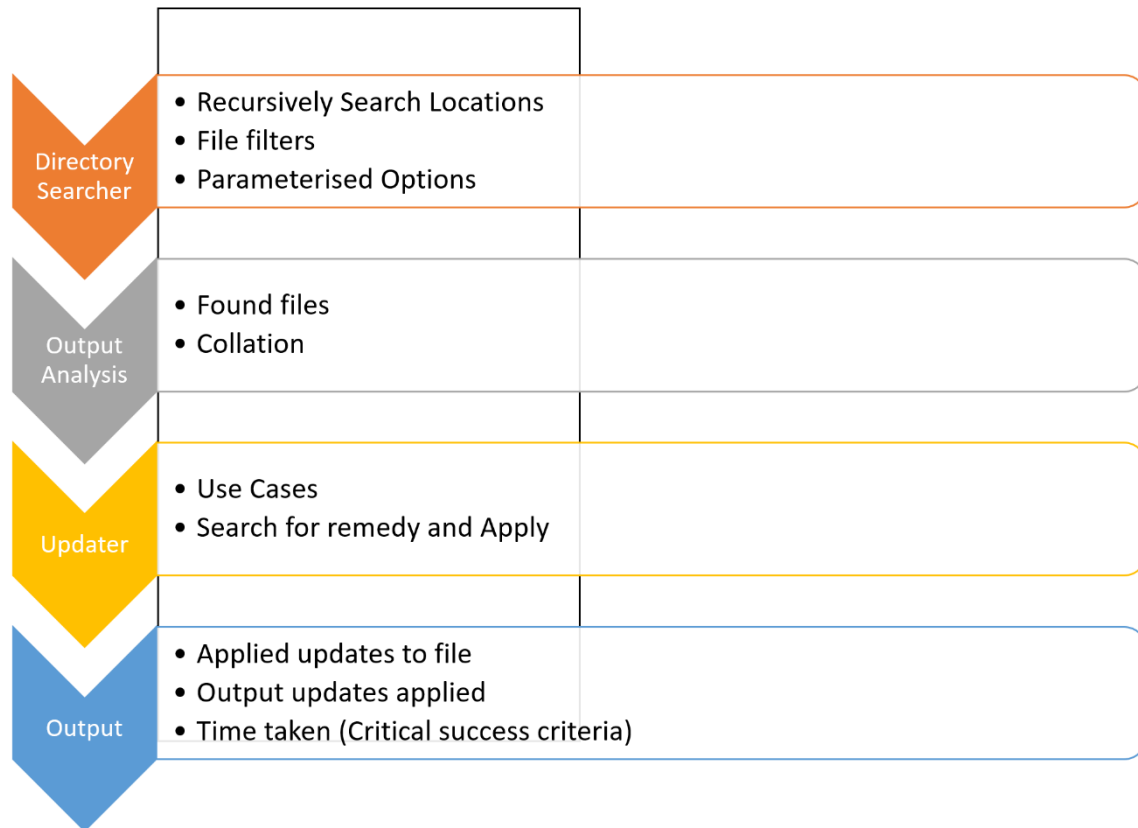 Directory
Searcher
• Recursively Search Locations
• File filters
• Parameterised Options
Output
Analysis
• Found files
• Collation
Updater
• Use Cases
• Search for remedy and Apply
Output
• Applied updates to file
• Output updates applied
• Time taken (Critical success criteria)